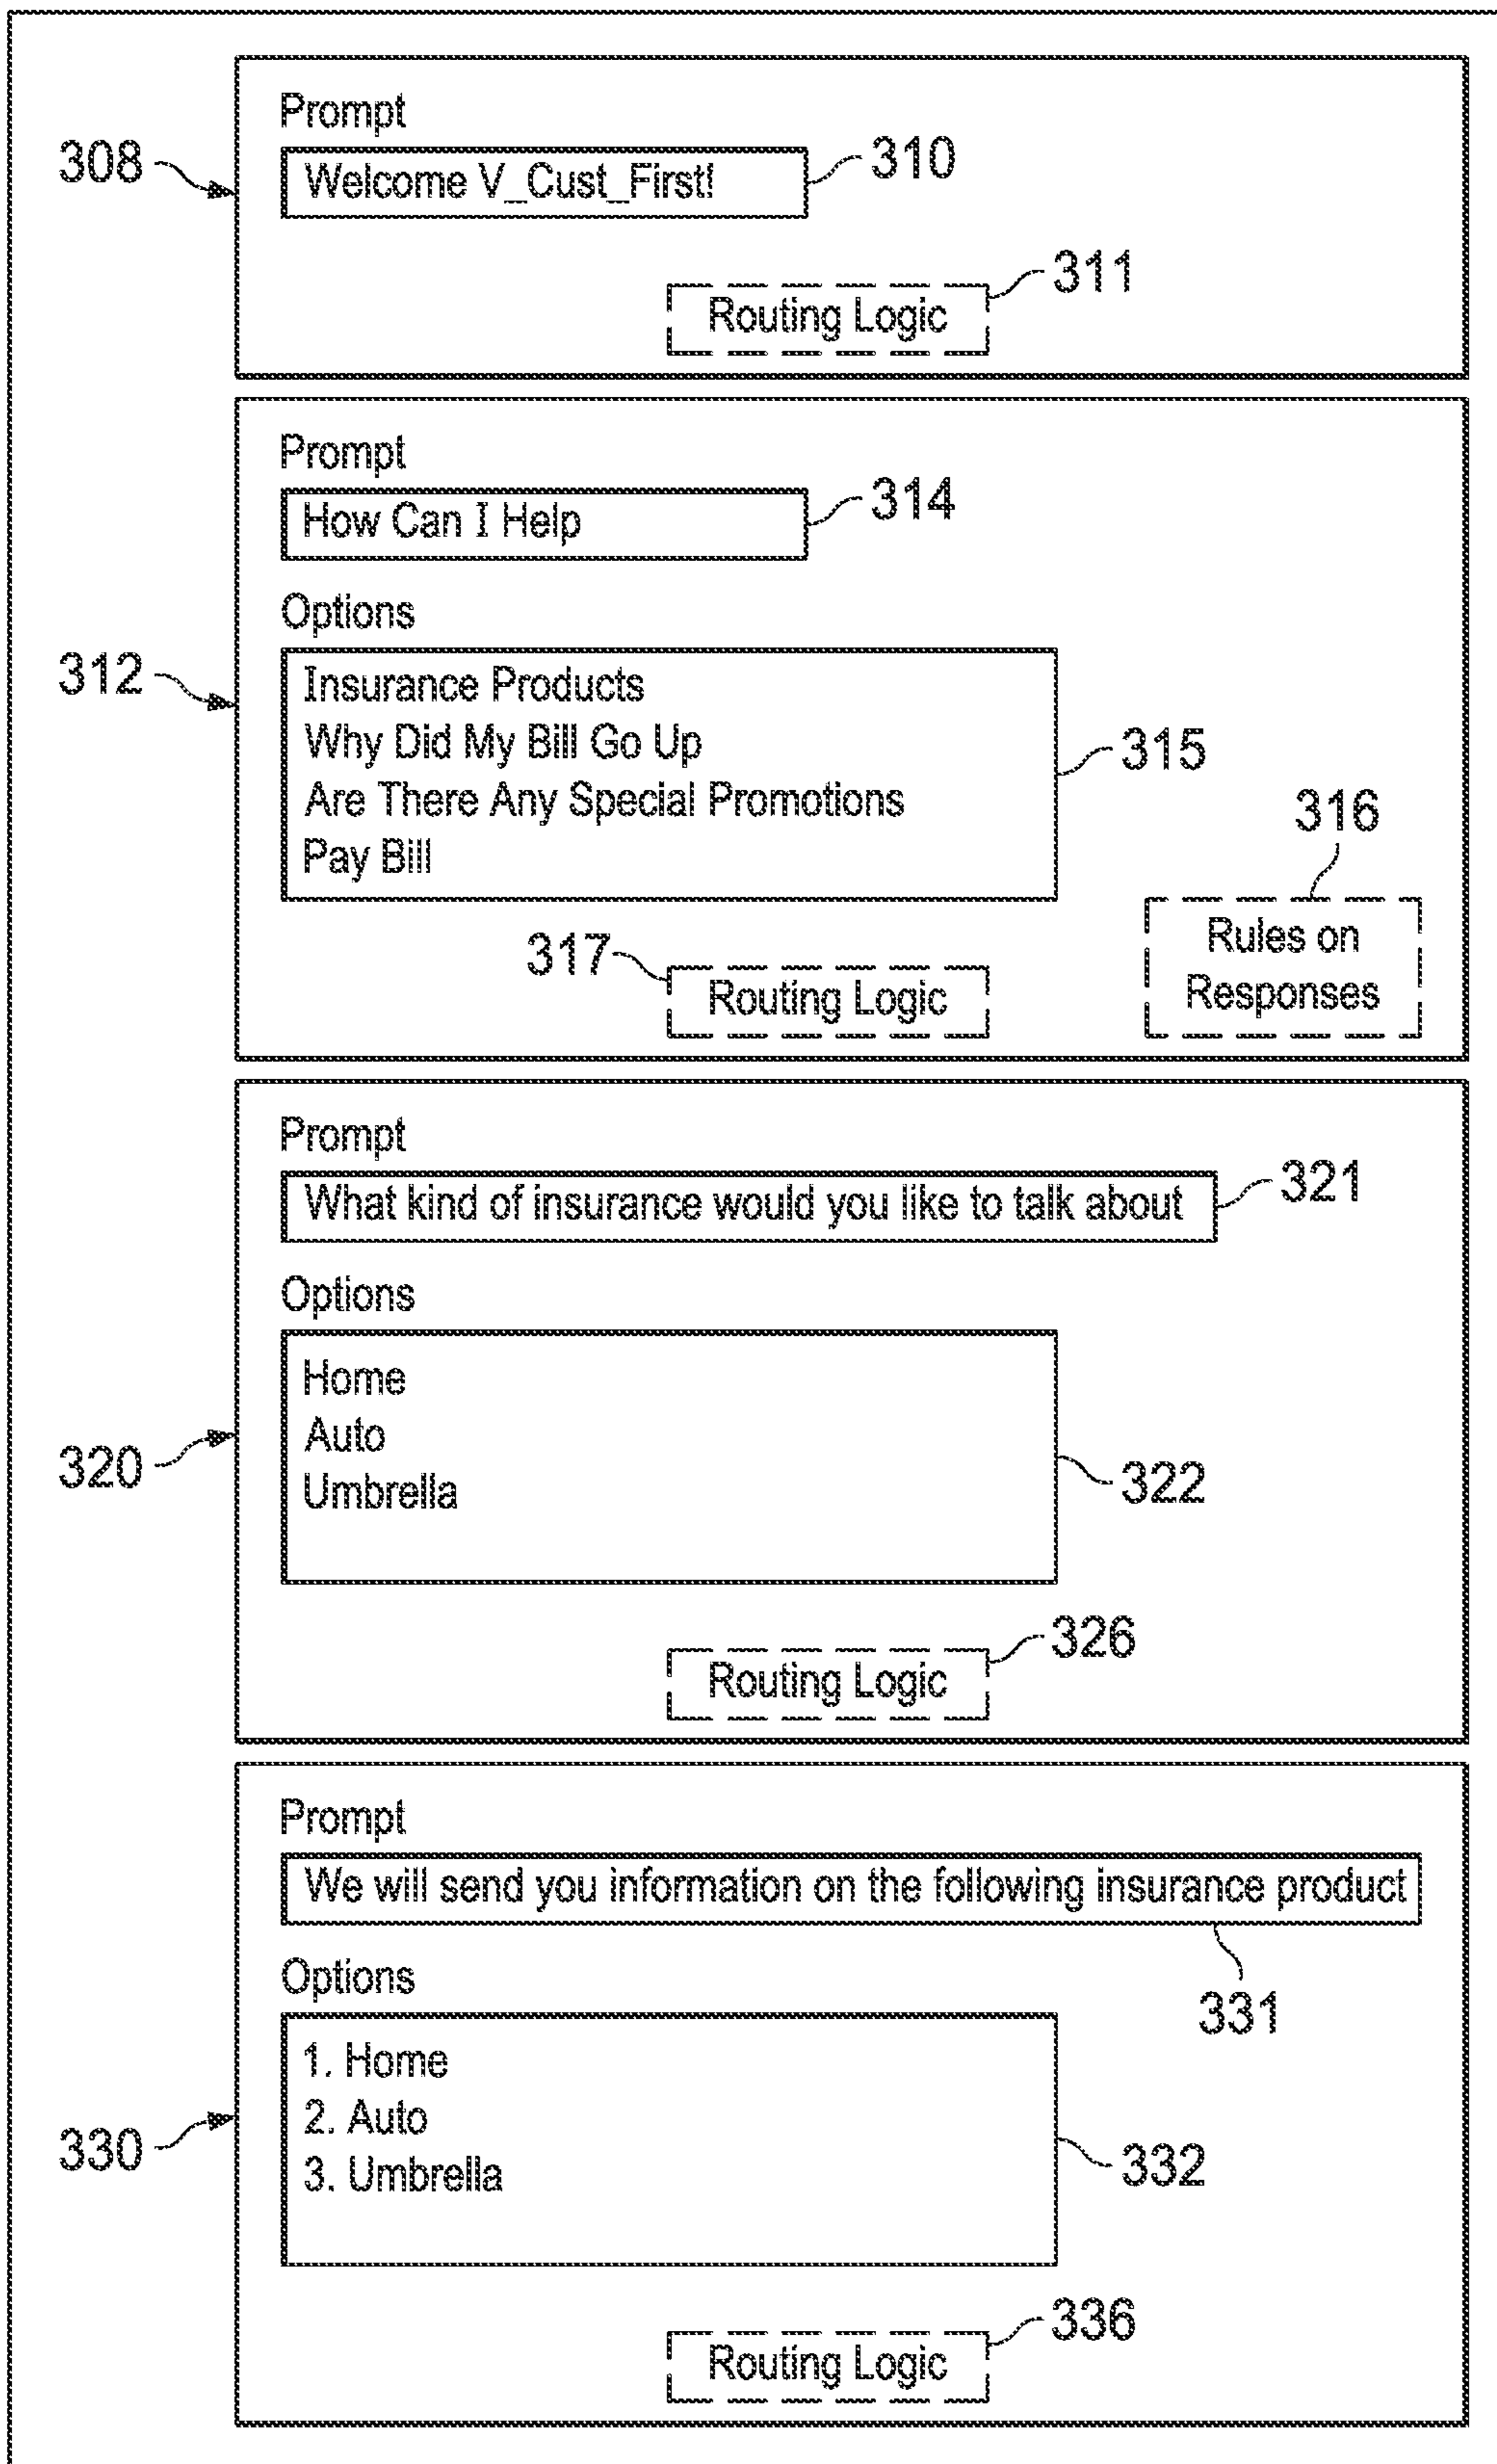 Prompt
308
Welcome V_Cust_First!
310
311
Routing Logic
Prompt
How Can I Help
314
Options
312
Insurance Products
Why Did My Bill Go Up
Are There Any Special Promotions
Pay Bill
315
316
Rules on
Responses
317
Routing Logic
Prompt
What kind of insurance would you like to talk about
321
Options
320
Home
Auto
Umbrella
322
326
Routing Logic
Prompt
We will send you information on the following insurance product
331
Options
330
1. Home
2. Auto
3. Umbrella
332
336
Routing Logic